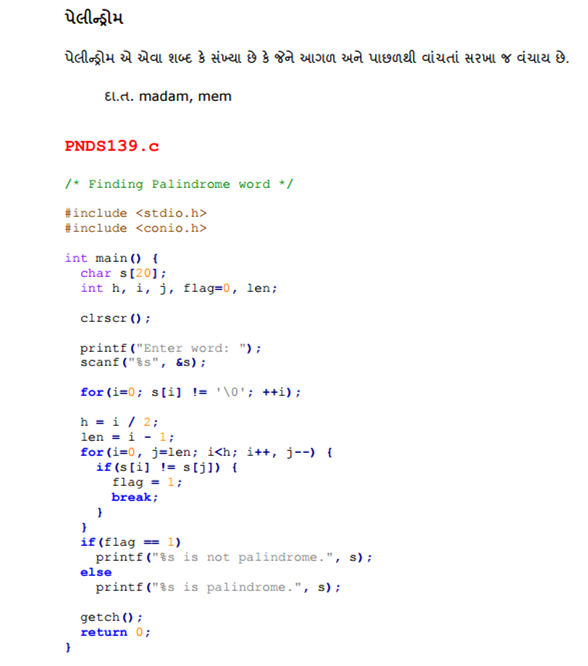 પેલીન્ડ્રોમ
પેલીન્ડ્રોમ એ એવા શબ્દ કે સંખ્યા છે કે જેને આગળ અને પાછળથી વાંચતાં સરખા જ વંચાય છે.
દા.ત. madam, mem
PNDS139.c
/* Finding Palindrome word */
#include <stdio.h>
#include <conio.h>
int main() {
char s[20];
int h, i, j, flag=0, len;
clrscr();
printf("Enter word: ");
scanf("%s", &s);
for(i=0; s[i] != '\0'; ++i);
h = i / 2;
len = i - 1;
for(i=0, j=len; i<h; i++, j--) {
if(s[i] != s[j]) {
flag = 1;
break;
}
}
if(flag == 1)
printf("%s is not palindrome.", s);
else
printf("%s is palindrome.", s);
getch();
return 0;
}